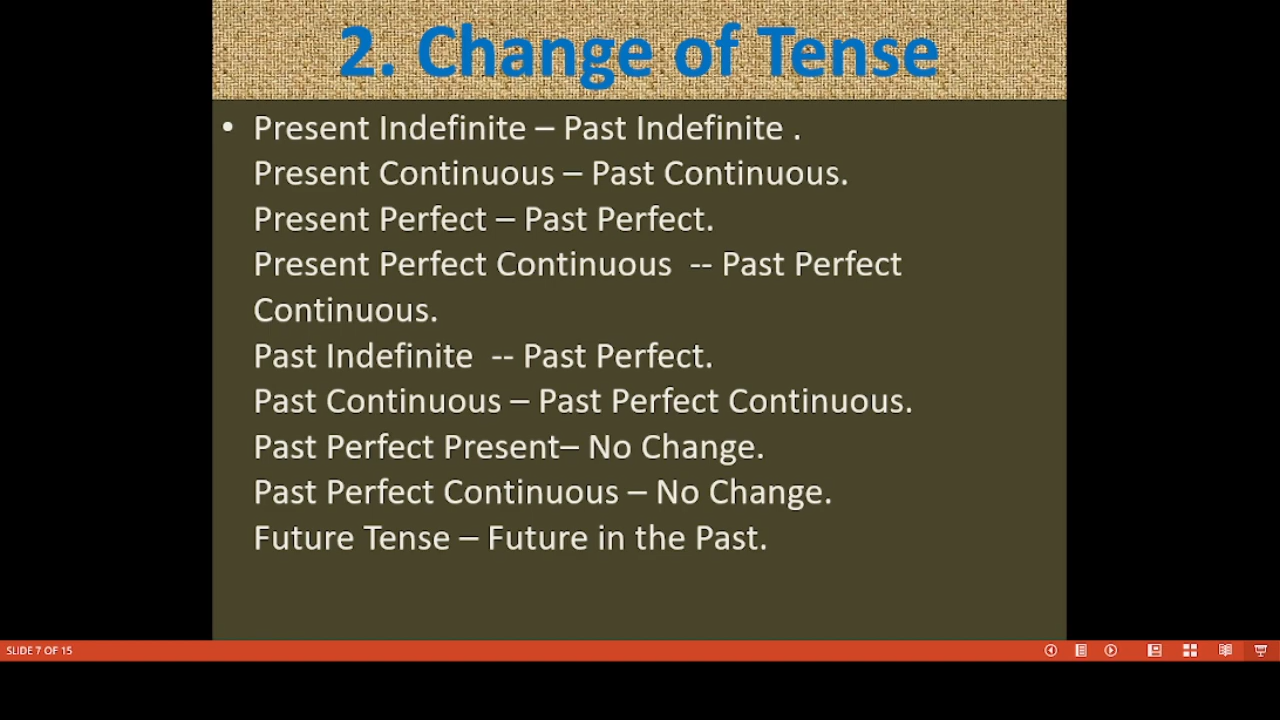 2. Change of Tense
• Present Indefinite – Past Indefinite .
Present Continuous – Past Continuous.
Present Perfect – Past Perfect.
Present Perfect Continuous -- Past Perfect
Continuous.
Past Indefinite -- Past Perfect.
Past Continuous – Past Perfect Continuous.
Past Perfect Present– No Change.
Past Perfect Continuous – No Change.
Future Tense – Future in the Past.
SLIDE 7 OF 15